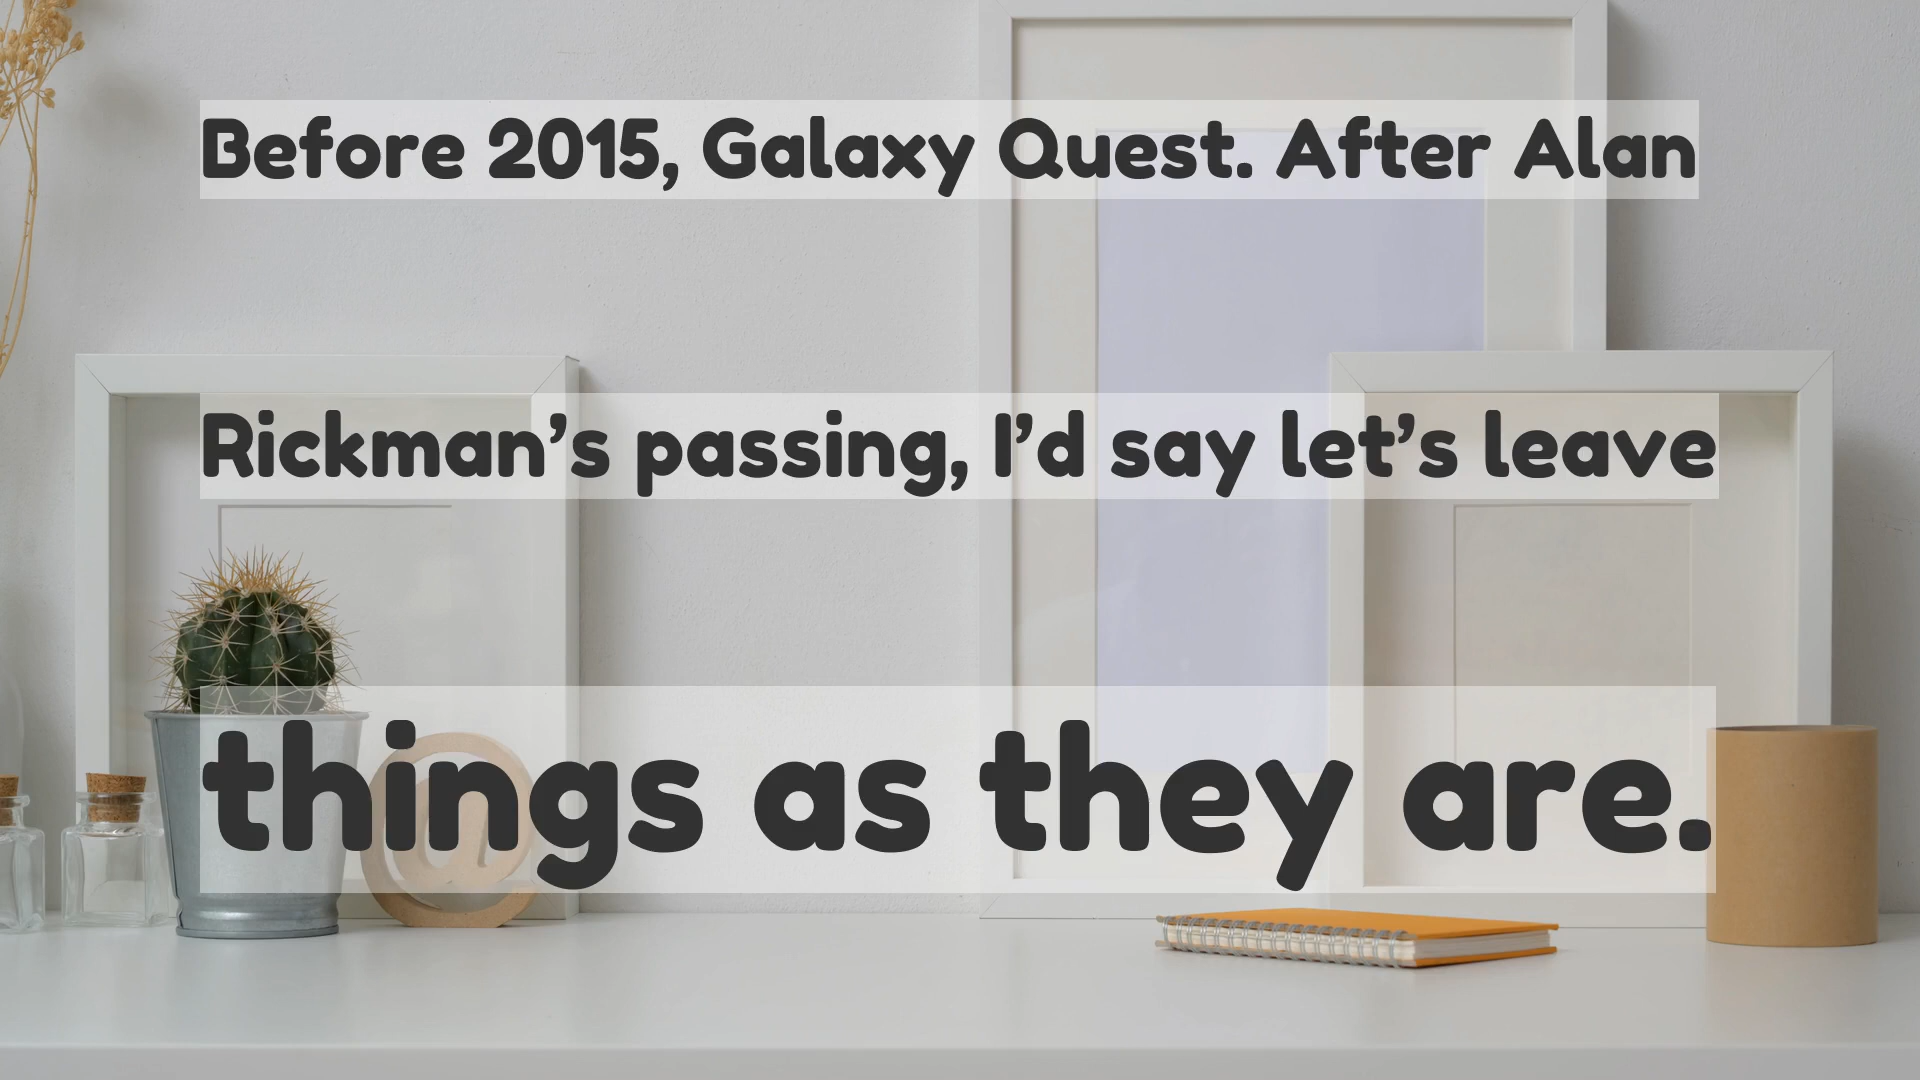 Before 2015, Galaxy Quest. After Alan
Rickman’s passing, I’d say let’s leave
things as they are.